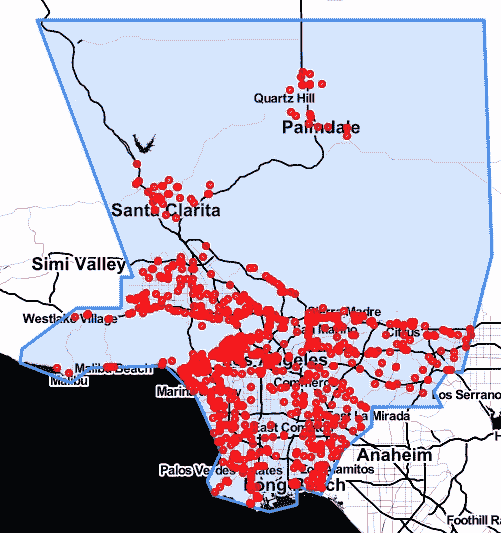 Quartz Hill
Palmdale
Santa Clarita
Simi Valley
Sierra Madre
Westlake Village
San Marino
Citrus
Los Angeles
Malibu Beach
Malibu
Commerce
Marina
os Serrano
La Mirada
East Compton
Anaheim
Palos Verdes Estates
Los Alamitos
Long Beach
Foothill Ra